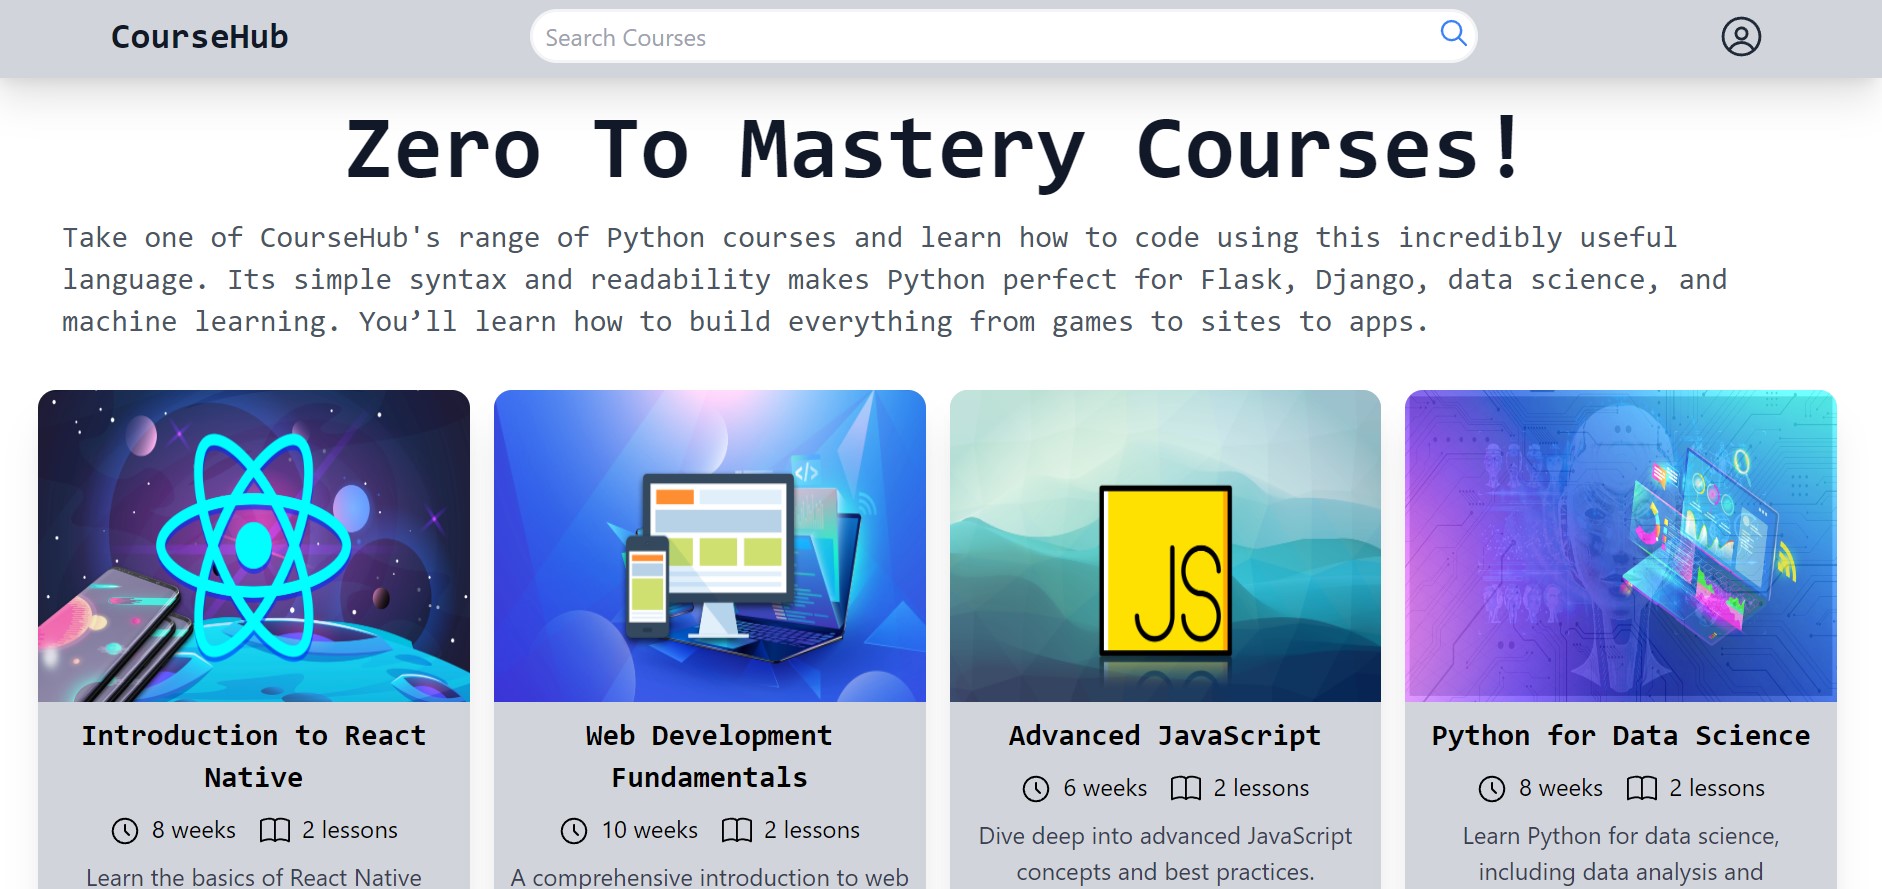 CourseHub
Search Courses
Zero To Mastery Courses!
Take one of CourseHub's range of Python courses and learn how to code using this incredibly useful
language. Its simple syntax and readability makes Python perfect for Flask, Django, data science, and
machine learning. You’ll learn how to build everything from games to sites to apps.
</>
JS
Introduction to React
Native
8 weeks 2 lessons
Learn the basics of React Native
Web Development
Fundamentals
10 weeks 2 lessons
A comprehensive introduction to web
Advanced JavaScript
6 weeks 2 lessons
Dive deep into advanced JavaScript
concepts and best practices.
Python for Data Science
8 weeks 2 lessons
Learn Python for data science,
including data analysis and